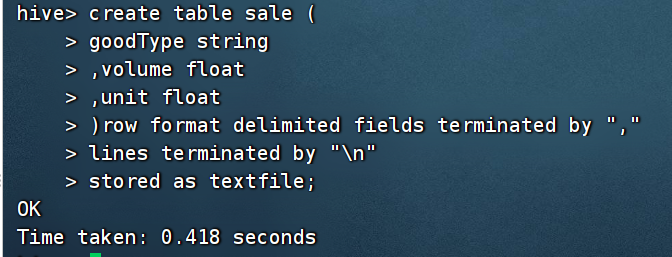 hive> create table sale (
> goodType string
> ,volume float
> ,unit float
> )row format delimited fields terminated by ","
> lines terminated by "\n"
> stored as textfile;
OK
Time taken: 0.418 seconds